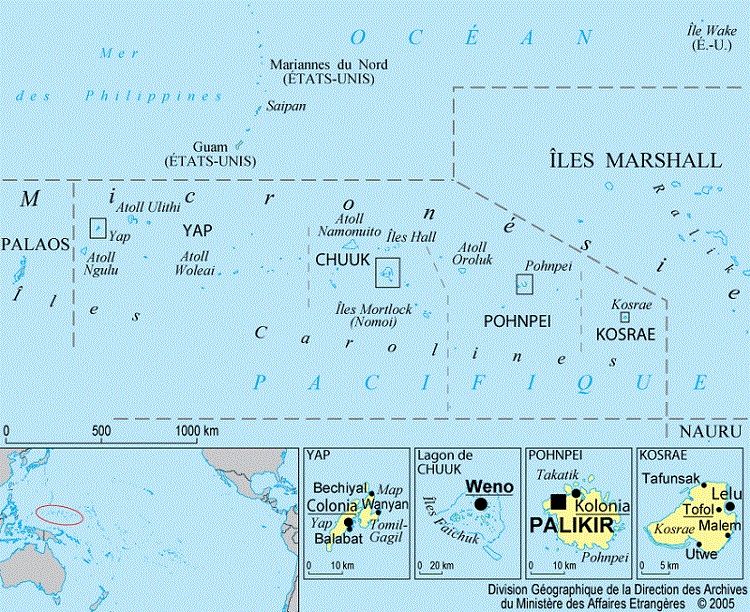 OCÉAN
Île Wake
(É.-U.)
Mer
des Philippines
Mariannes du Nord
(ÉTATS-UNIS)
Saipan
Guam
(ÉTATS-UNIS)
ÎLES MARSHALL
Ralik
Micronésie
Atoll Ulithi
Yap
YAP
PALAOS
Atoll
Ngulu
Atoll
Woleai
Atoll
Namonuito
Îles Hall
CHUUK
Îles Mortlock
(Nomoi)
Atoll
Oroluk
Pohnpei
POHNPEI
Kosrae
KOSRAE
Îles Carolines
PACIFIQUE
NAURU
0 500 1000 km
YAP
Bechiyal
Map
Colonia
Wanyan
Yap
Tomil-
Gagil
Balabat
0 10 km
Lagon de
CHUUK
Weno
Îles Faichuk
0 20 km
POHNPEI
Takatik
Kolonia
PALIKIR
Pohnpei
0 10 km
KOSRAE
Tafunsak
Lelu
Tofol
Kosrae
Malem
Utwe
0 5 km
Division Géographique de la Direction des Archives
du Ministère des Affaires Etrangères © 2005